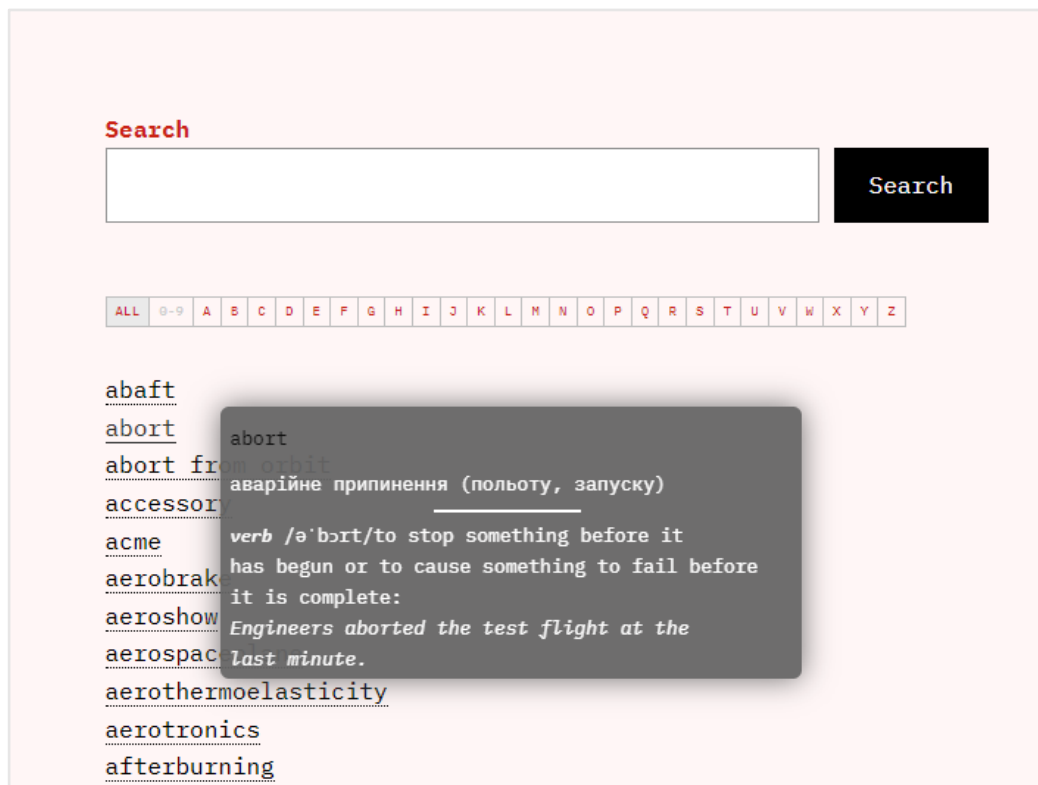 Search
Search
ALL 0-9 A B C D E F G H I J K L M N O P Q R S T U V W X Y Z
abaft
abort
abort from orbit
accessory
acme
aerobrake
aeroshow
aerothermoelasticity
aerotronics
afterburning
abort
аварійне припинення (польоту, запуску)
verb /əˈbɔrt/to stop something before it
has begun or to cause something to fail before
it is complete:
Engineers aborted the test flight at the
last minute.